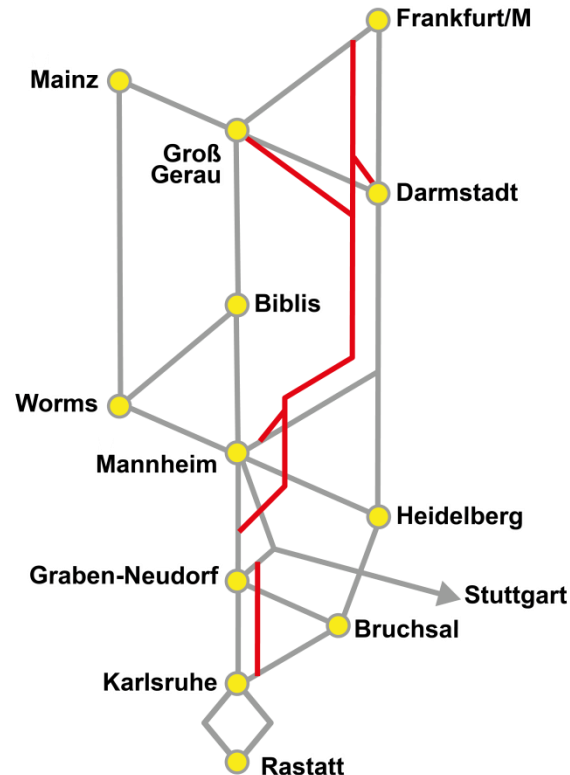 Frankfurt/M
Mainz
Groß
Gerau
Darmstadt
Biblis
Worms
Mannheim
Heidelberg
Graben-Neudorf
Stuttgart
Bruchsal
Karlsruhe
Rastatt